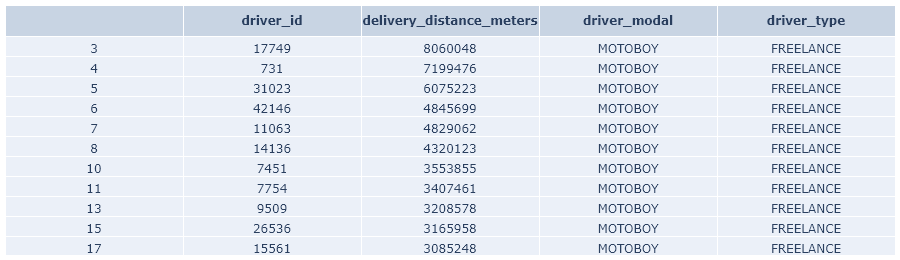 driver_id delivery_distance_meters driver_modal driver_type
3 17749 8060048 MOTOBOY FREELANCE
4 731 7199476 MOTOBOY FREELANCE
5 31023 6075223 MOTOBOY FREELANCE
6 42146 4845699 MOTOBOY FREELANCE
7 11063 4829062 MOTOBOY FREELANCE
8 14136 4320123 MOTOBOY FREELANCE
10 7451 3553855 MOTOBOY FREELANCE
11 7754 3407461 MOTOBOY FREELANCE
13 9509 3208578 MOTOBOY FREELANCE
15 26536 3165958 MOTOBOY FREELANCE
17 15561 3085248 MOTOBOY FREELANCE